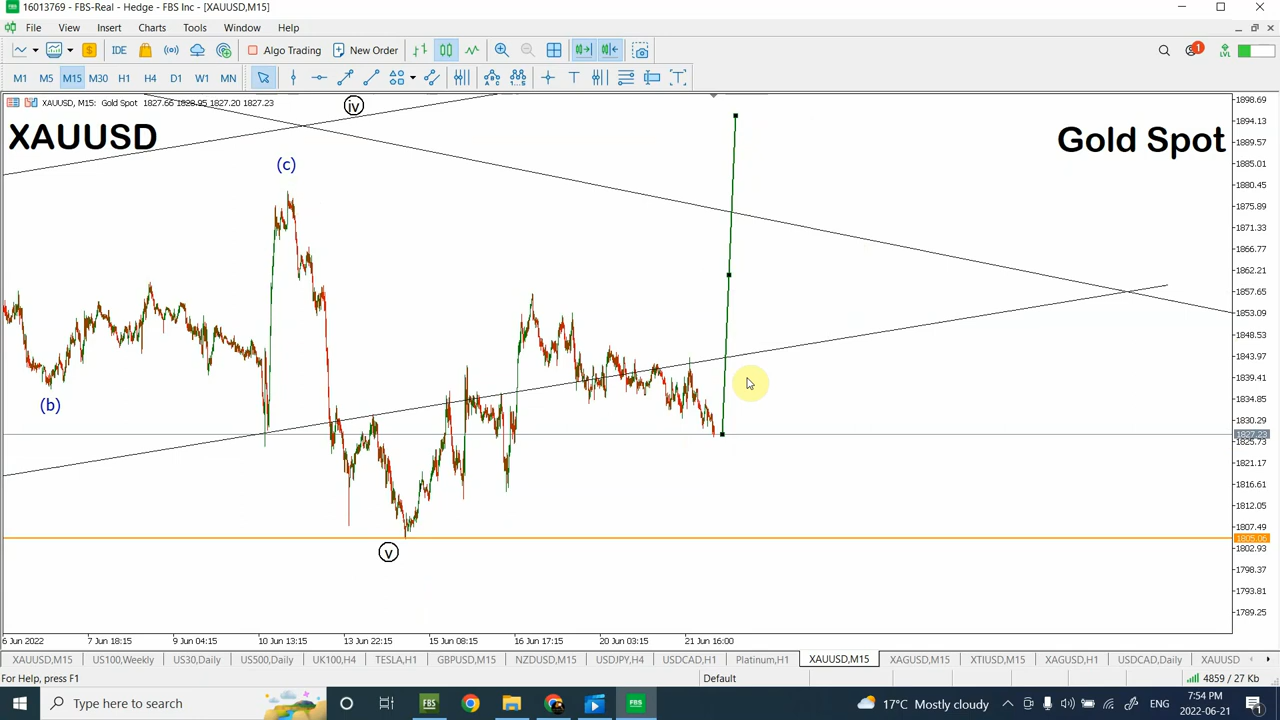 16013769 - FBS-Real - Hedge - FBS Inc - [XAUUSD,M15]
File View Insert Charts Tools Window Help
IDE Algo Trading New Order 1 LVL
M1 M5 M15 M30 H1 H4 D1 W1 MN T T
XAUUSD, M15: Gold Spot 1827.66 1828.95 1827.20 1827.23
XAUUSD
Gold Spot
iv
(c)
(b)
v
1898.69
1894.13
1889.57
1885.01
1880.45
1875.89
1871.33
1866.77
1862.21
1857.65
1853.09
1848.53
1843.97
1839.41
1834.85
1830.29
1827.23
1825.73
1821.17
1816.61
1812.05
1807.49
1805.06
1802.93
1798.37
1793.81
1789.25
6 Jun 2022 7 Jun 18:15 9 Jun 04:15 10 Jun 13:15 13 Jun 22:15 15 Jun 08:15 16 Jun 17:15 20 Jun 03:15 21 Jun 16:00
XAUUSD,M15 US100,Weekly US30,Daily US500,Daily UK100,H4 TESLA,H1 GBPUSD,M15 NZDUSD,M15 USDJPY,H4 USDCAD,H1 Platinum,H1 XAUUSD,M15 XAGUSD,M15 XTIUSD,M15 XAGUSD,H1 USDCAD,Daily XAUUSD
For Help, press F1 Default 4859 / 27 Kb
Type here to search FBS FBS 17°C Mostly cloudy ENG 7:54 PM 2022-06-21 1